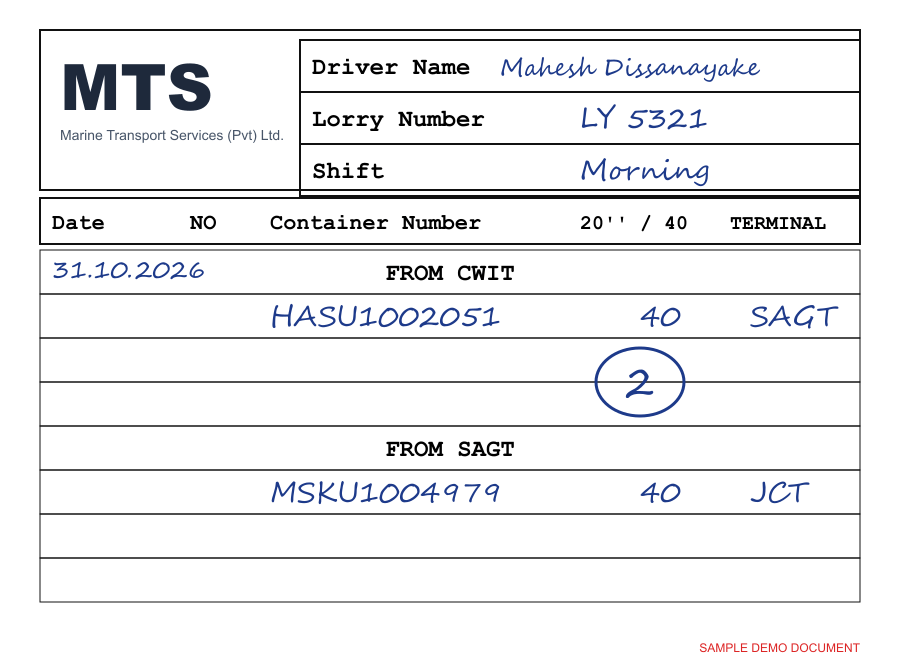 MTS
Marine Transport Services (Pvt) Ltd.
Driver Name Mahesh Dissanayake
Lorry Number LY 5321
Shift Morning
Date NO Container Number 20'' / 40 TERMINAL
31.10.2026 FROM CWIT
HASU1002051 40 SAGT
2
FROM SAGT
MSKU1004979 40 JCT
SAMPLE DEMO DOCUMENT